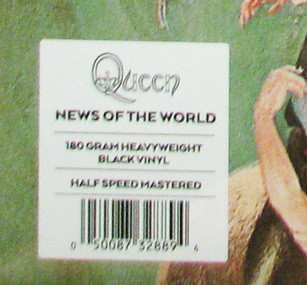 Queen
NEWS OF THE WORLD
180 GRAM HEAVYWEIGHT
BLACK VINYL
HALF SPEED MASTERED
0 50087 32889 4